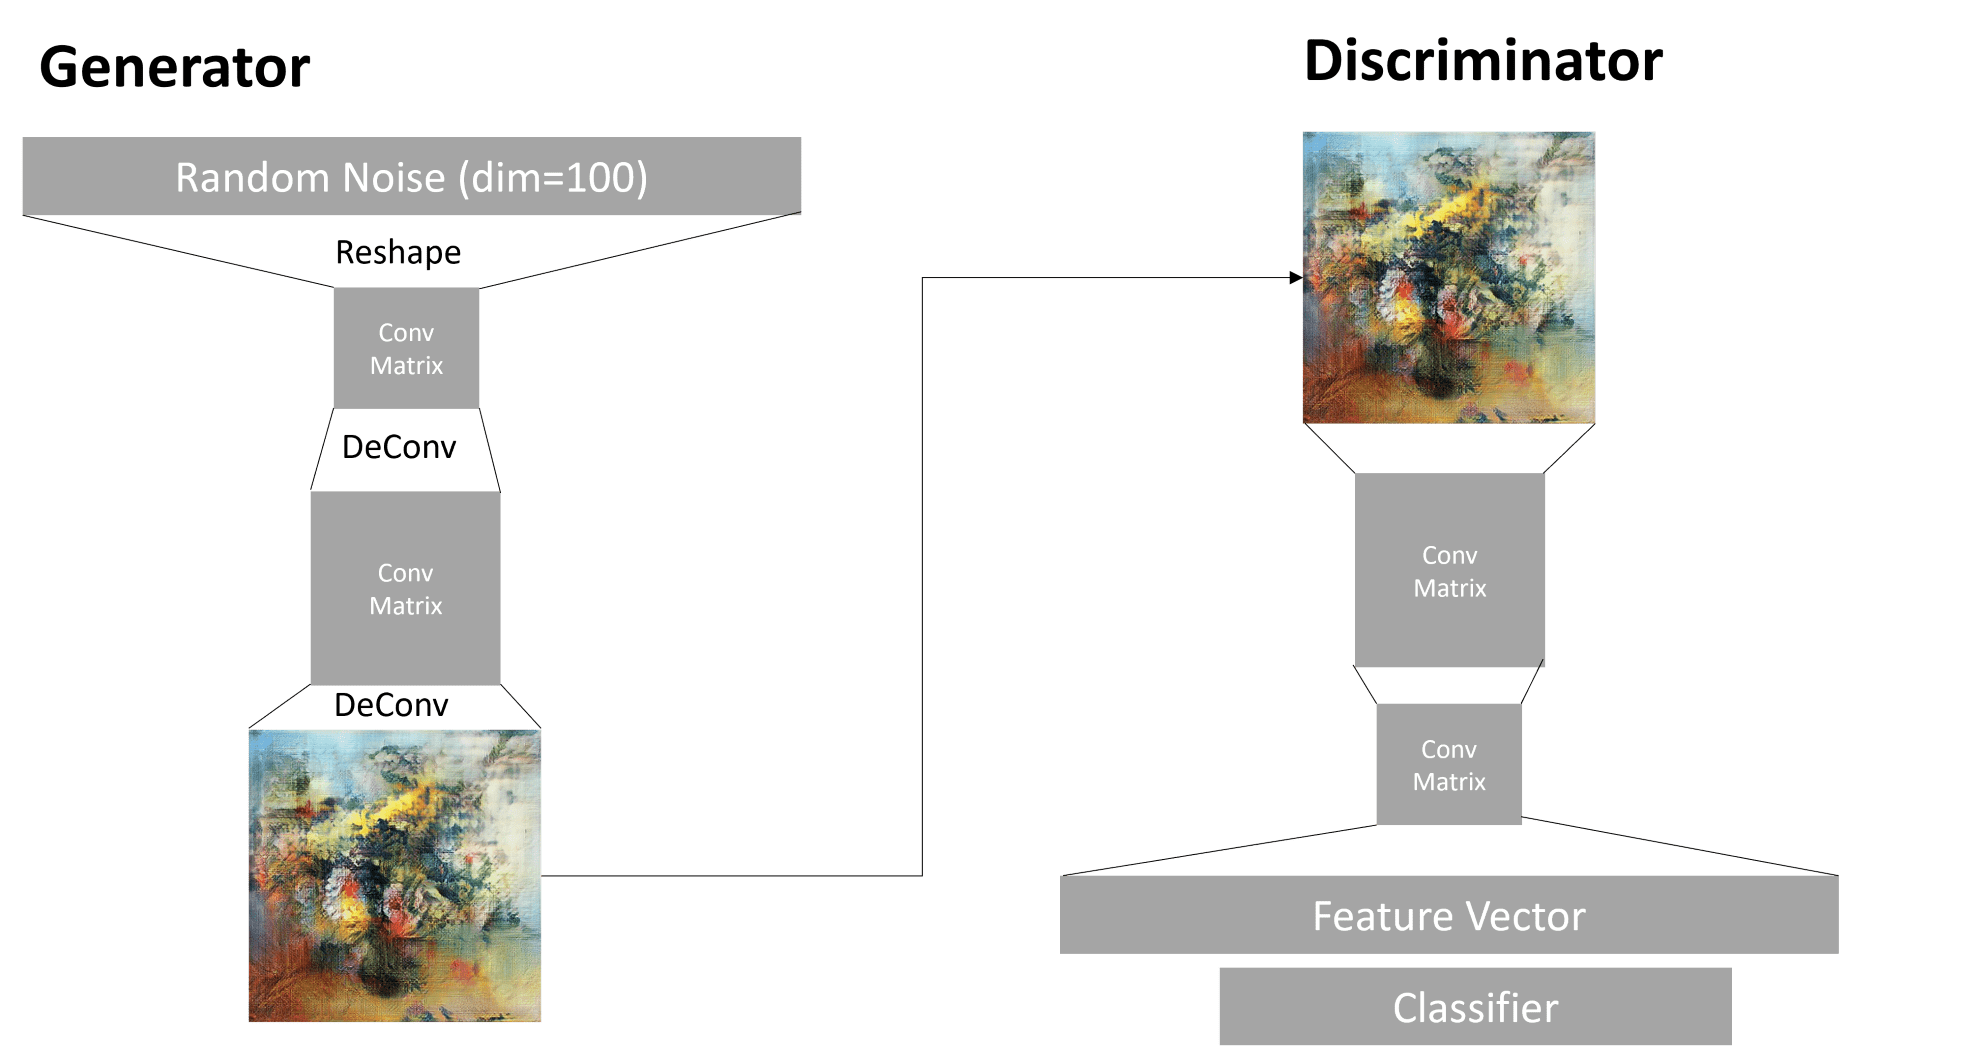 Generator
Random Noise (dim=100)
Reshape
Conv
Matrix
DeConv
Conv
Matrix
DeConv
Discriminator
Conv
Matrix
Conv
Matrix
Feature Vector
Classifier